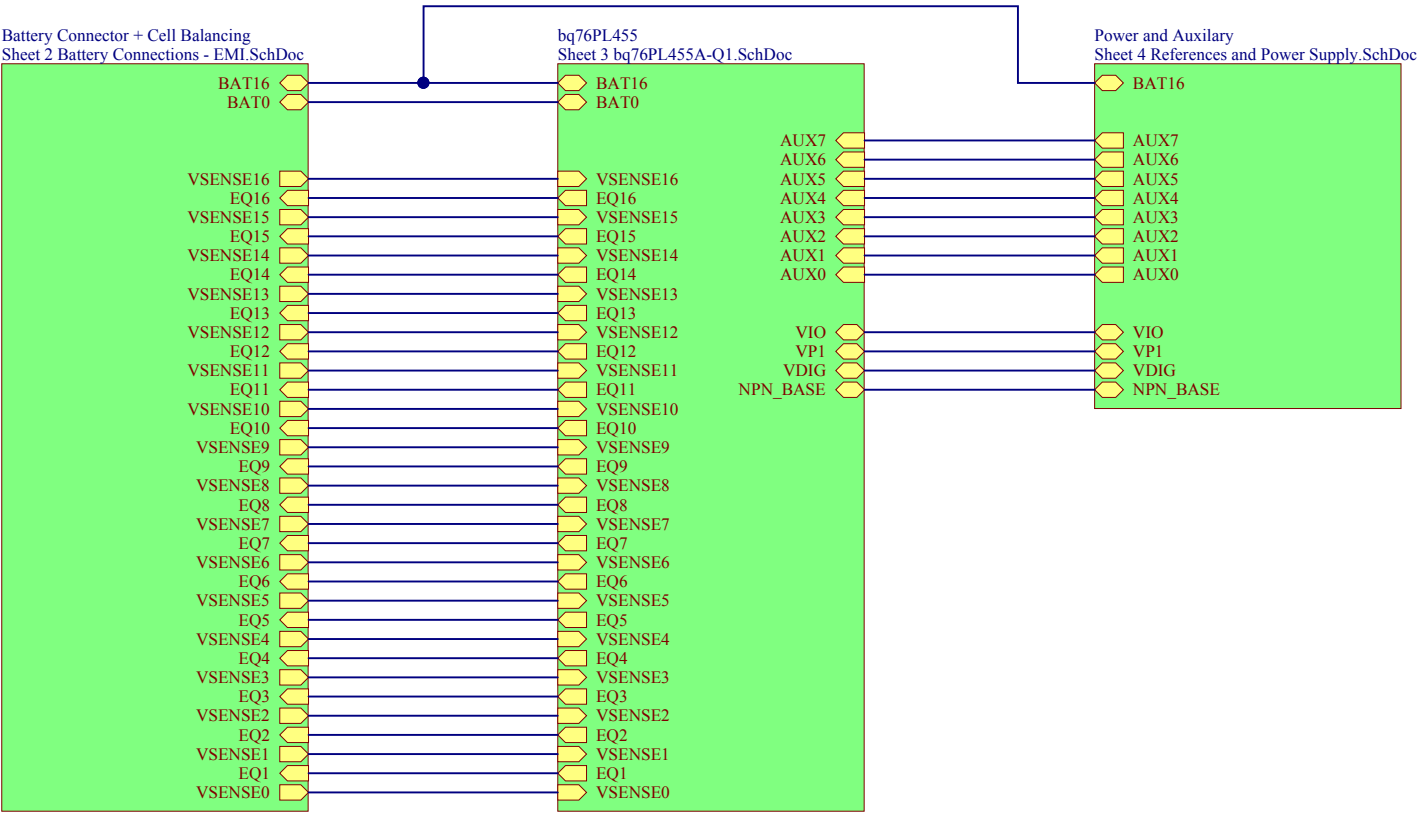 Battery Connector + Cell Balancing
Sheet 2 Battery Connections - EMI.SchDoc
BAT16
BAT0
VSENSE16
EQ16
VSENSE15
EQ15
VSENSE14
EQ14
VSENSE13
EQ13
VSENSE12
EQ12
VSENSE11
EQ11
VSENSE10
EQ10
VSENSE9
EQ9
VSENSE8
EQ8
VSENSE7
EQ7
VSENSE6
EQ6
VSENSE5
EQ5
VSENSE4
EQ4
VSENSE3
EQ3
VSENSE2
EQ2
VSENSE1
EQ1
VSENSE0
bq76PL455
Sheet 3 bq76PL455A-Q1.SchDoc
BAT16
BAT0
VSENSE16
EQ16
VSENSE15
EQ15
VSENSE14
EQ14
VSENSE13
EQ13
VSENSE12
EQ12
VSENSE11
EQ11
VSENSE10
EQ10
VSENSE9
EQ9
VSENSE8
EQ8
VSENSE7
EQ7
VSENSE6
EQ6
VSENSE5
EQ5
VSENSE4
EQ4
VSENSE3
EQ3
VSENSE2
EQ2
VSENSE1
EQ1
VSENSE0
AUX7
AUX6
AUX5
AUX4
AUX3
AUX2
AUX1
AUX0
VIO
VP1
VDIG
NPN_BASE
Power and Auxilary
Sheet 4 References and Power Supply.SchDoc
BAT16
AUX7
AUX6
AUX5
AUX4
AUX3
AUX2
AUX1
AUX0
VIO
VP1
VDIG
NPN_BASE